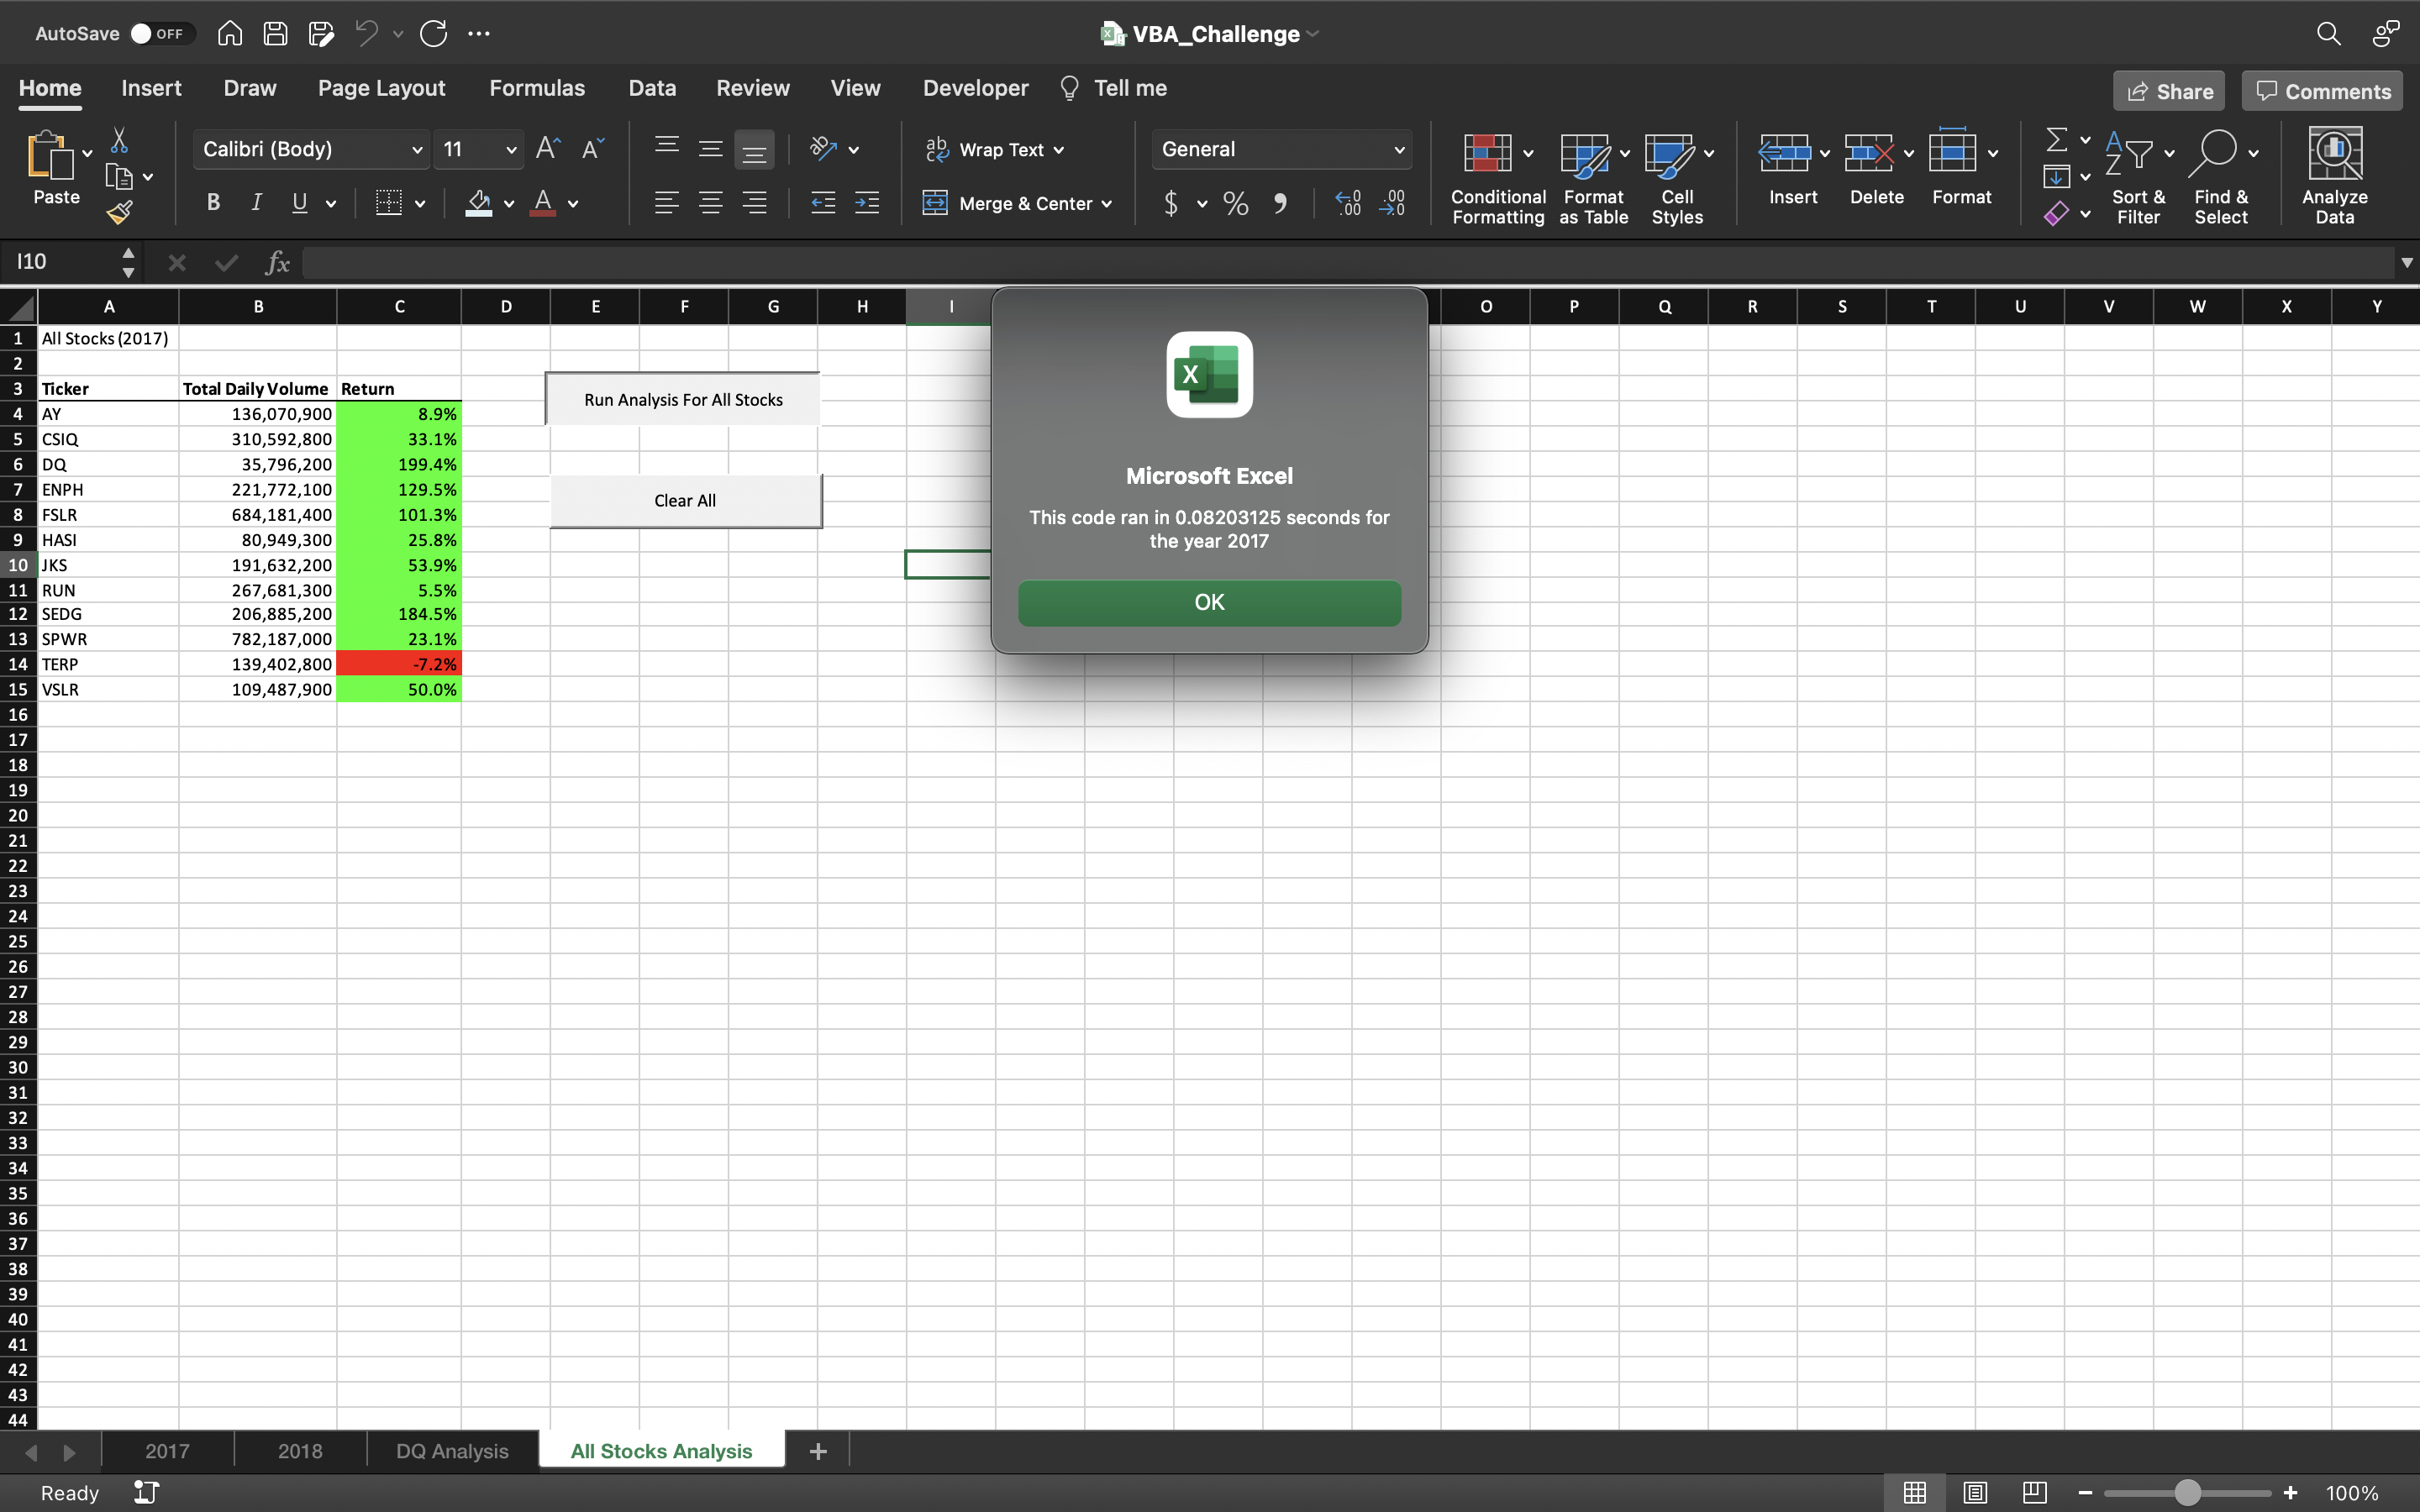 AutoSave OFF VBA_Challenge
Home Insert Draw Page Layout Formulas Data Review View Developer Tell me Share Comments
Paste Calibri (Body) 11 A A ab Wrap Text General Conditional Formatting Format as Table Cell Styles Insert Delete Format Sort & Filter Find & Select Analyze Data
B I U A Merge & Center $ % 9 .00 .00 .0
I10 fx
A B C D E F G H I O P Q R S T U V W X Y
1 All Stocks (2017)
2
3 Ticker Total Daily Volume Return
4 AY 136,070,900 8.9%
5 CSIQ 310,592,800 33.1%
6 DQ 35,796,200 199.4%
7 ENPH 221,772,100 129.5%
8 FSLR 684,181,400 101.3%
9 HASI 80,949,300 25.8%
10 JKS 191,632,200 53.9%
11 RUN 267,681,300 5.5%
12 SEDG 206,885,200 184.5%
13 SPWR 782,187,000 23.1%
14 TERP 139,402,800 -7.2%
15 VSLR 109,487,900 50.0%
Run Analysis For All Stocks
Clear All
X
Microsoft Excel
This code ran in 0.08203125 seconds for
the year 2017
OK
16
17
18
19
20
21
22
23
24
25
26
27
28
29
30
31
32
33
34
35
36
37
38
39
40
41
42
43
44
2017 2018 DQ Analysis All Stocks Analysis +
Ready 100%